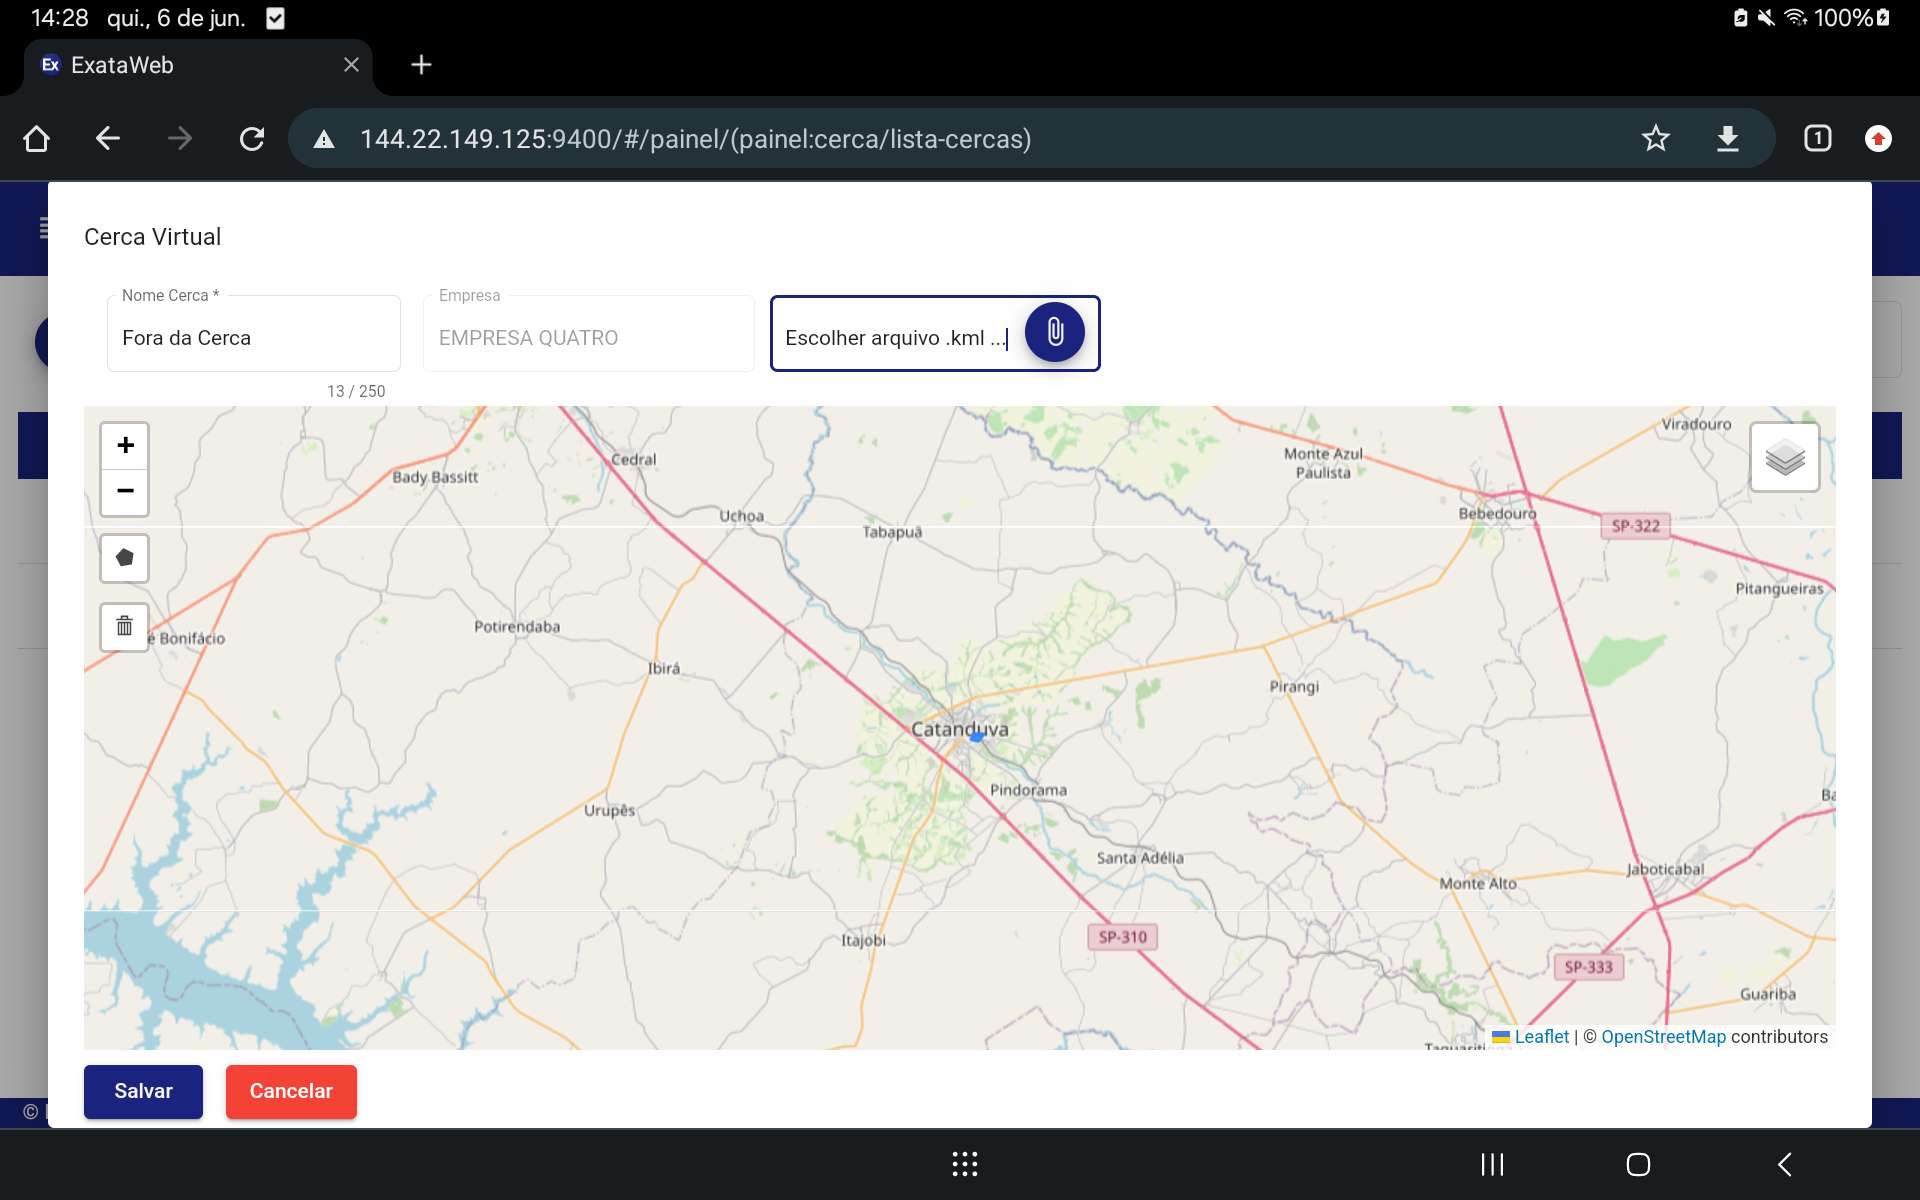 14:28 qui., 6 de jun.
100%
Ex ExataWeb
144.22.149.125:9400/#/painel/(painel:cerca/lista-cercas)
1
Cerca Virtual
Nome Cerca *
Fora da Cerca
13 / 250
Empresa
EMPRESA QUATRO
Escolher arquivo .kml ...
+
−
Viradouro
Cedral
Bady Bassitt
Monte Azul
Paulista
Uchoa
Tabapuã
Bebedouro
SP-322
Pitangueiras
é Bonifácio
Potirendaba
Ibirá
Pirangi
Catanduva
Pindorama
Ba
Urupês
Santa Adélia
Jaboticabal
Monte Alto
Itajobi
SP-310
SP-333
Guariba
Leaflet | © OpenStreetMap contributors
Salvar
Cancelar
©